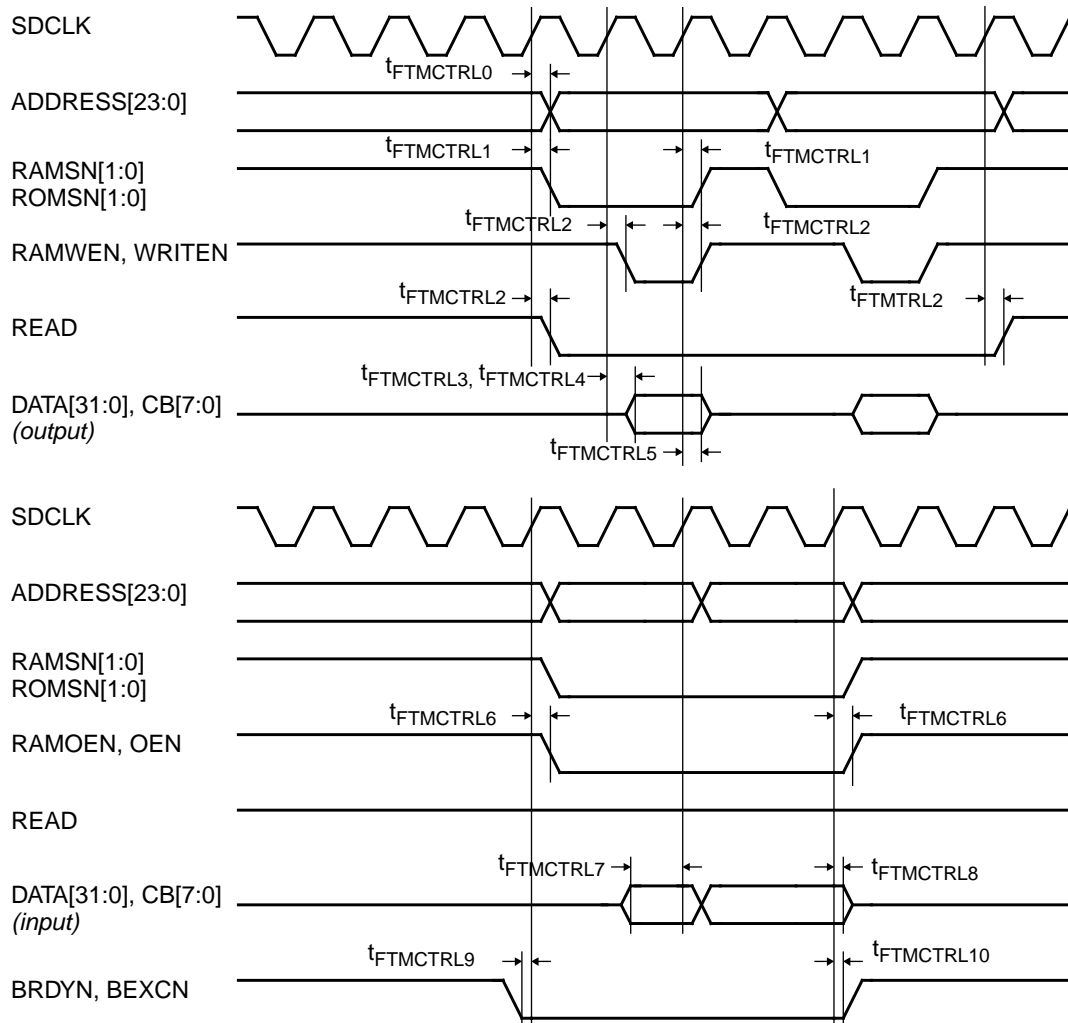 SDCLK
tFTMCTRL0
ADDRESS[23:0]
tFTMCTRL1
tFTMCTRL1
RAMSN[1:0]
ROMSN[1:0]
tFTMCTRL2
tFTMCTRL2
RAMWEN, WRITEN
tFTMCTRL2
tFTMTRL2
READ
tFTMCTRL3, tFTMCTRL4
DATA[31:0], CB[7:0]
(output)
tFTMCTRL5
SDCLK
ADDRESS[23:0]
RAMSN[1:0]
ROMSN[1:0]
tFTMCTRL6
tFTMCTRL6
RAMOEN, OEN
READ
tFTMCTRL7
tFTMCTRL8
DATA[31:0], CB[7:0]
(input)
tFTMCTRL9
tFTMCTRL10
BRDYN, BEXCN